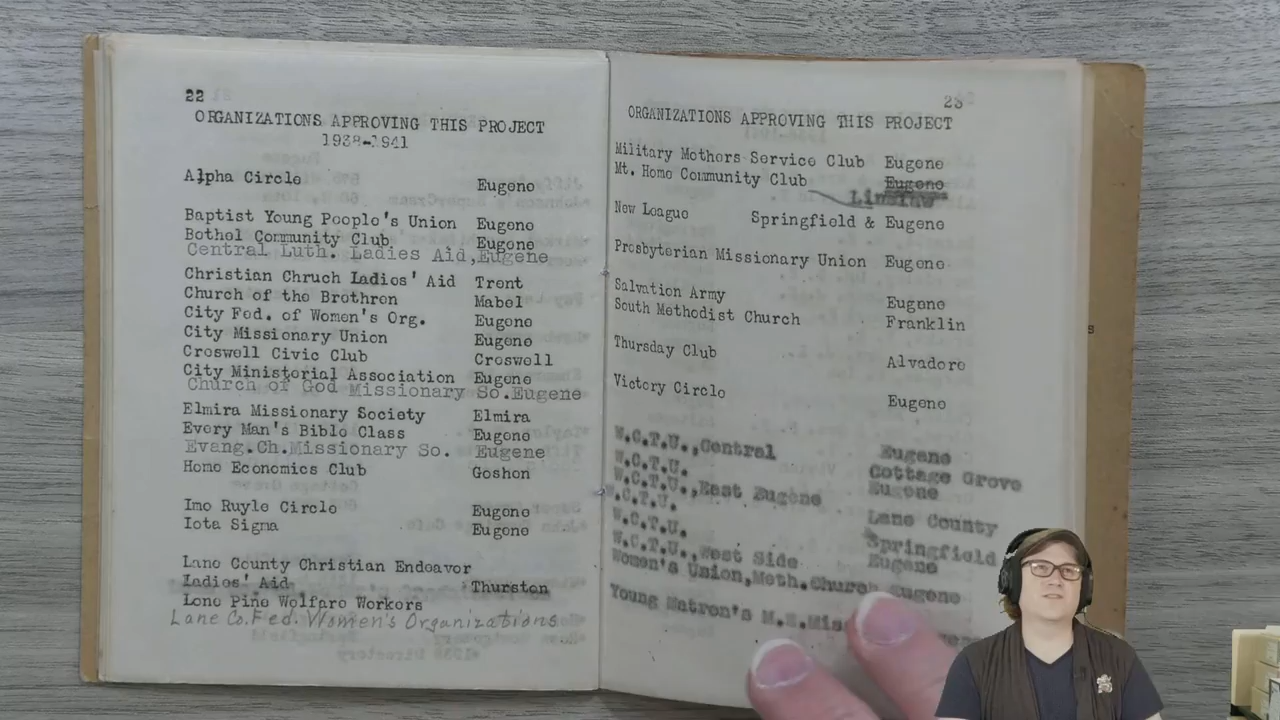 22
ORGANIZATIONS APPROVING THIS PROJECT
1938-1941
Alpha Circle Eugene
Baptist Young People's Union Eugene
Bethel Community Club Eugene
Central Luth. Ladies Aid,Eugene
Christian Chruch Ladies' Aid Trent
Church of the Brethren Mabel
City Fed. of Women's Org. Eugene
City Missionary Union Eugene
Creswell Civic Club Creswell
City Ministerial Association Eugene
Church of God Missionary So.Eugene
Elmira Missionary Society Elmira
Every Man's Bible Class Eugene
Evang.Ch.Missionary So. Eugene
Home Economics Club Goshen
Imo Ruyle Circle Eugene
Iota Sigma Eugene
Lane County Christian Endeavor
Ladies' Aid Thurston
Lone Pine Welfare Workers
Lane Co.Fed. Women's Organizations
23
ORGANIZATIONS APPROVING THIS PROJECT
Military Mothers Service Club Eugene
Mt. Home Community Club Eugene
New League Springfield & Eugene
Presbyterian Missionary Union Eugene
Salvation Army Eugene
South Methodist Church Franklin
Thursday Club Alvadore
Victory Circle Eugene
W.C.T.U.,Central Eugene
W.C.T.U. Cottage Grove
W.C.T.U.,East Eugene Eugene
W.C.T.U. Lane County
W.C.T.U. Springfield
W.C.T.U.,West Side Eugene
Women's Union,Meth.Church Eugene
Young Matron's M.E.